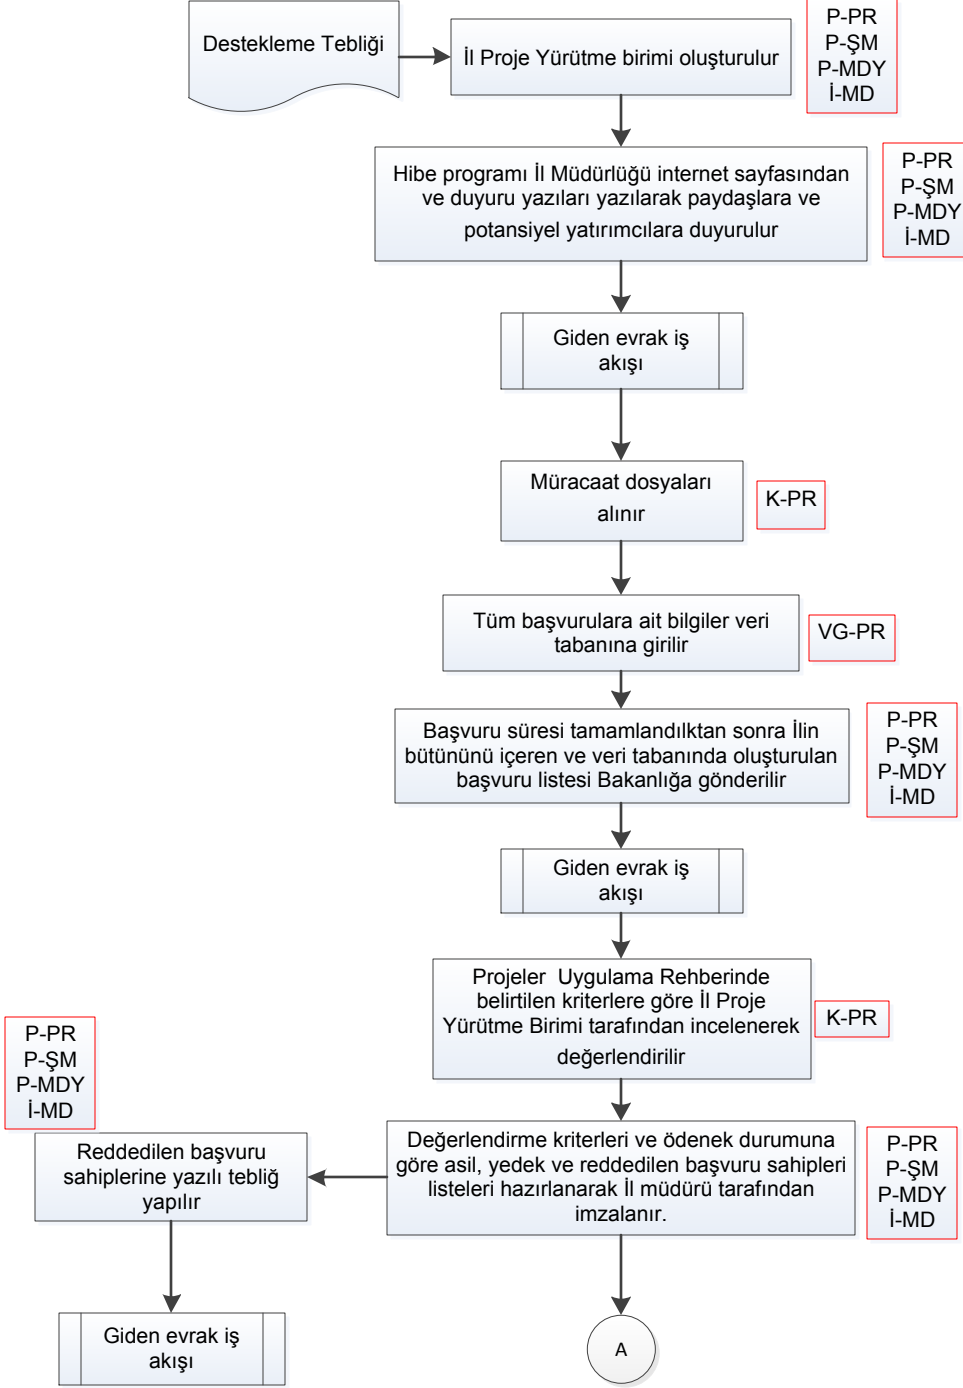 Destekleme Tebliği
İl Proje Yürütme birimi oluşturulur
P-PR
P-ŞM
P-MDY
İ-MD
Hibe programı İl Müdürlüğü internet sayfasından
ve duyuru yazıları yazılarak paydaşlara ve
potansiyel yatırımcılara duyurulur
P-PR
P-ŞM
P-MDY
İ-MD
Giden evrak iş
akışı
Müracaat dosyaları
alınır
K-PR
Tüm başvurulara ait bilgiler veri
tabanına girilir
VG-PR
Başvuru süresi tamamlandılktan sonra İlin
bütününü içeren ve veri tabanında oluşturulan
başvuru listesi Bakanlığa gönderilir
P-PR
P-ŞM
P-MDY
İ-MD
Giden evrak iş
akışı
Projeler Uygulama Rehberinde
belirtilen kriterlere göre İl Proje
Yürütme Birimi tarafından incelenerek
değerlendirilir
K-PR
Değerlendirme kriterleri ve ödenek durumuna
göre asil, yedek ve reddedilen başvuru sahipleri
listeleri hazırlanarak İl müdürü tarafından
imzalanır.
P-PR
P-ŞM
P-MDY
İ-MD
P-PR
P-ŞM
P-MDY
İ-MD
Reddedilen başvuru
sahiplerine yazılı tebliğ
yapılır
Giden evrak iş
akışı
A